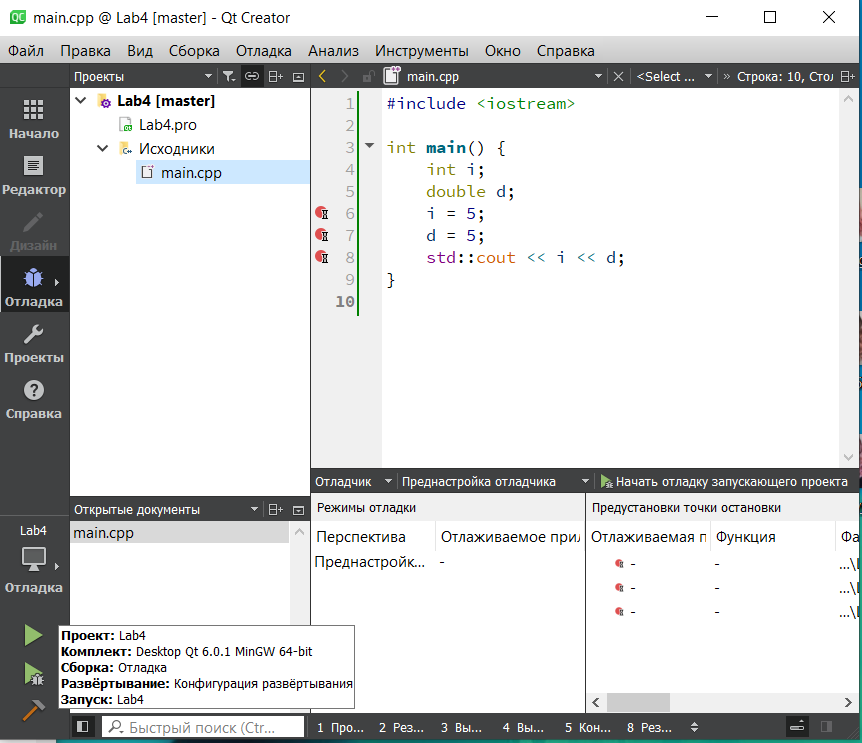 main.cpp @ Lab4 [master] - Qt Creator
Файл Правка Вид Сборка Отладка Анализ Инструменты Окно Справка
Проекты
main.cpp
<Select ...
» Строка: 10, Стол
Начало
Редактор
Дизайн
Отладка
Проекты
Справка
Lab4 [master]
Lab4.pro
Исходники
main.cpp
1 #include <iostream>
2
3 int main() {
4 int i;
5 double d;
6 i = 5;
7 d = 5;
8 std::cout << i << d;
9 }
10
Отладчик
Преднастройка отладчика
Начать отладку запускающего проекта
Открытые документы
main.cpp
Режимы отладки
Перспектива Отлаживаемое при
Преднастройк... -
Предустановки точки остановки
Отлаживаемая п Функция Фа
- - ...\L
- - ...\L
- - ...\L
Lab4
Отладка
Проект: Lab4
Комплект: Desktop Qt 6.0.1 MinGW 64-bit
Сборка: Отладка
Развёртывание: Конфигурация развёртывания
Запуск: Lab4
Быстрый поиск (Ctr...
1 Про... 2 Рез... 3 Вы... 4 Вы... 5 Кон... 8 Рез...